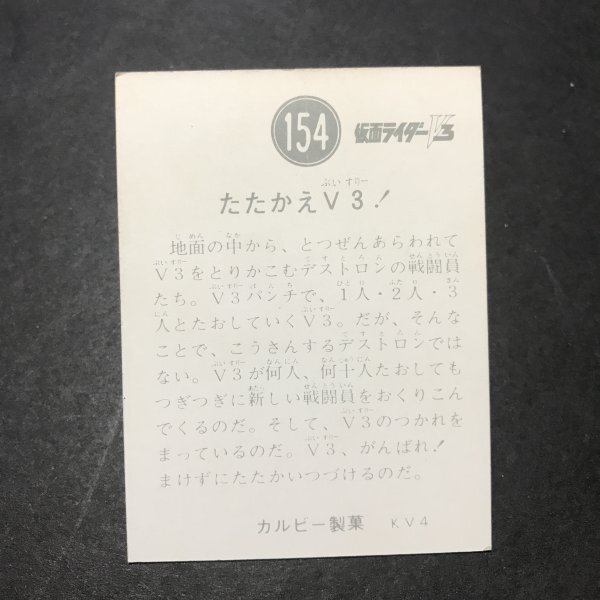 154 仮面ライダーV3
たたかえV3!
地面の中から、とつぜんあらわれて
V3をとりかこむデストロンの戦闘員
たち。V3パンチで、1人・2人・3
人とたおしていくV3。だが、そんな
ことで、こうさんするデストロンでは
ない。V3が何人、何十人たおしても
つぎつぎに新しい戦闘員をおくりこん
でくるのだ。そして、V3のつかれを
まっているのだ。V3、がんばれ!
まけずにたたかいつづけるのだ。
カルビー製菓 KV4